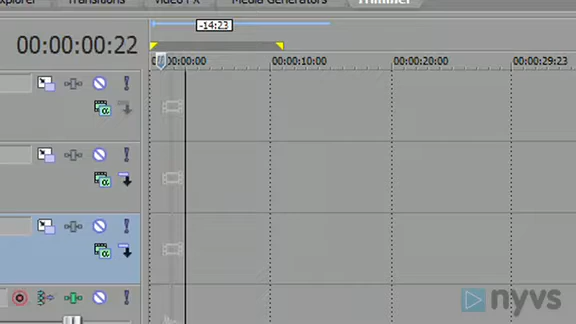 Transitions
Video FX
Media Generators
Trimmer
-14:23
00:00:00:22
00:00:00
00:00:10:00
00:00:20:00
00:00:29:23
nyvs